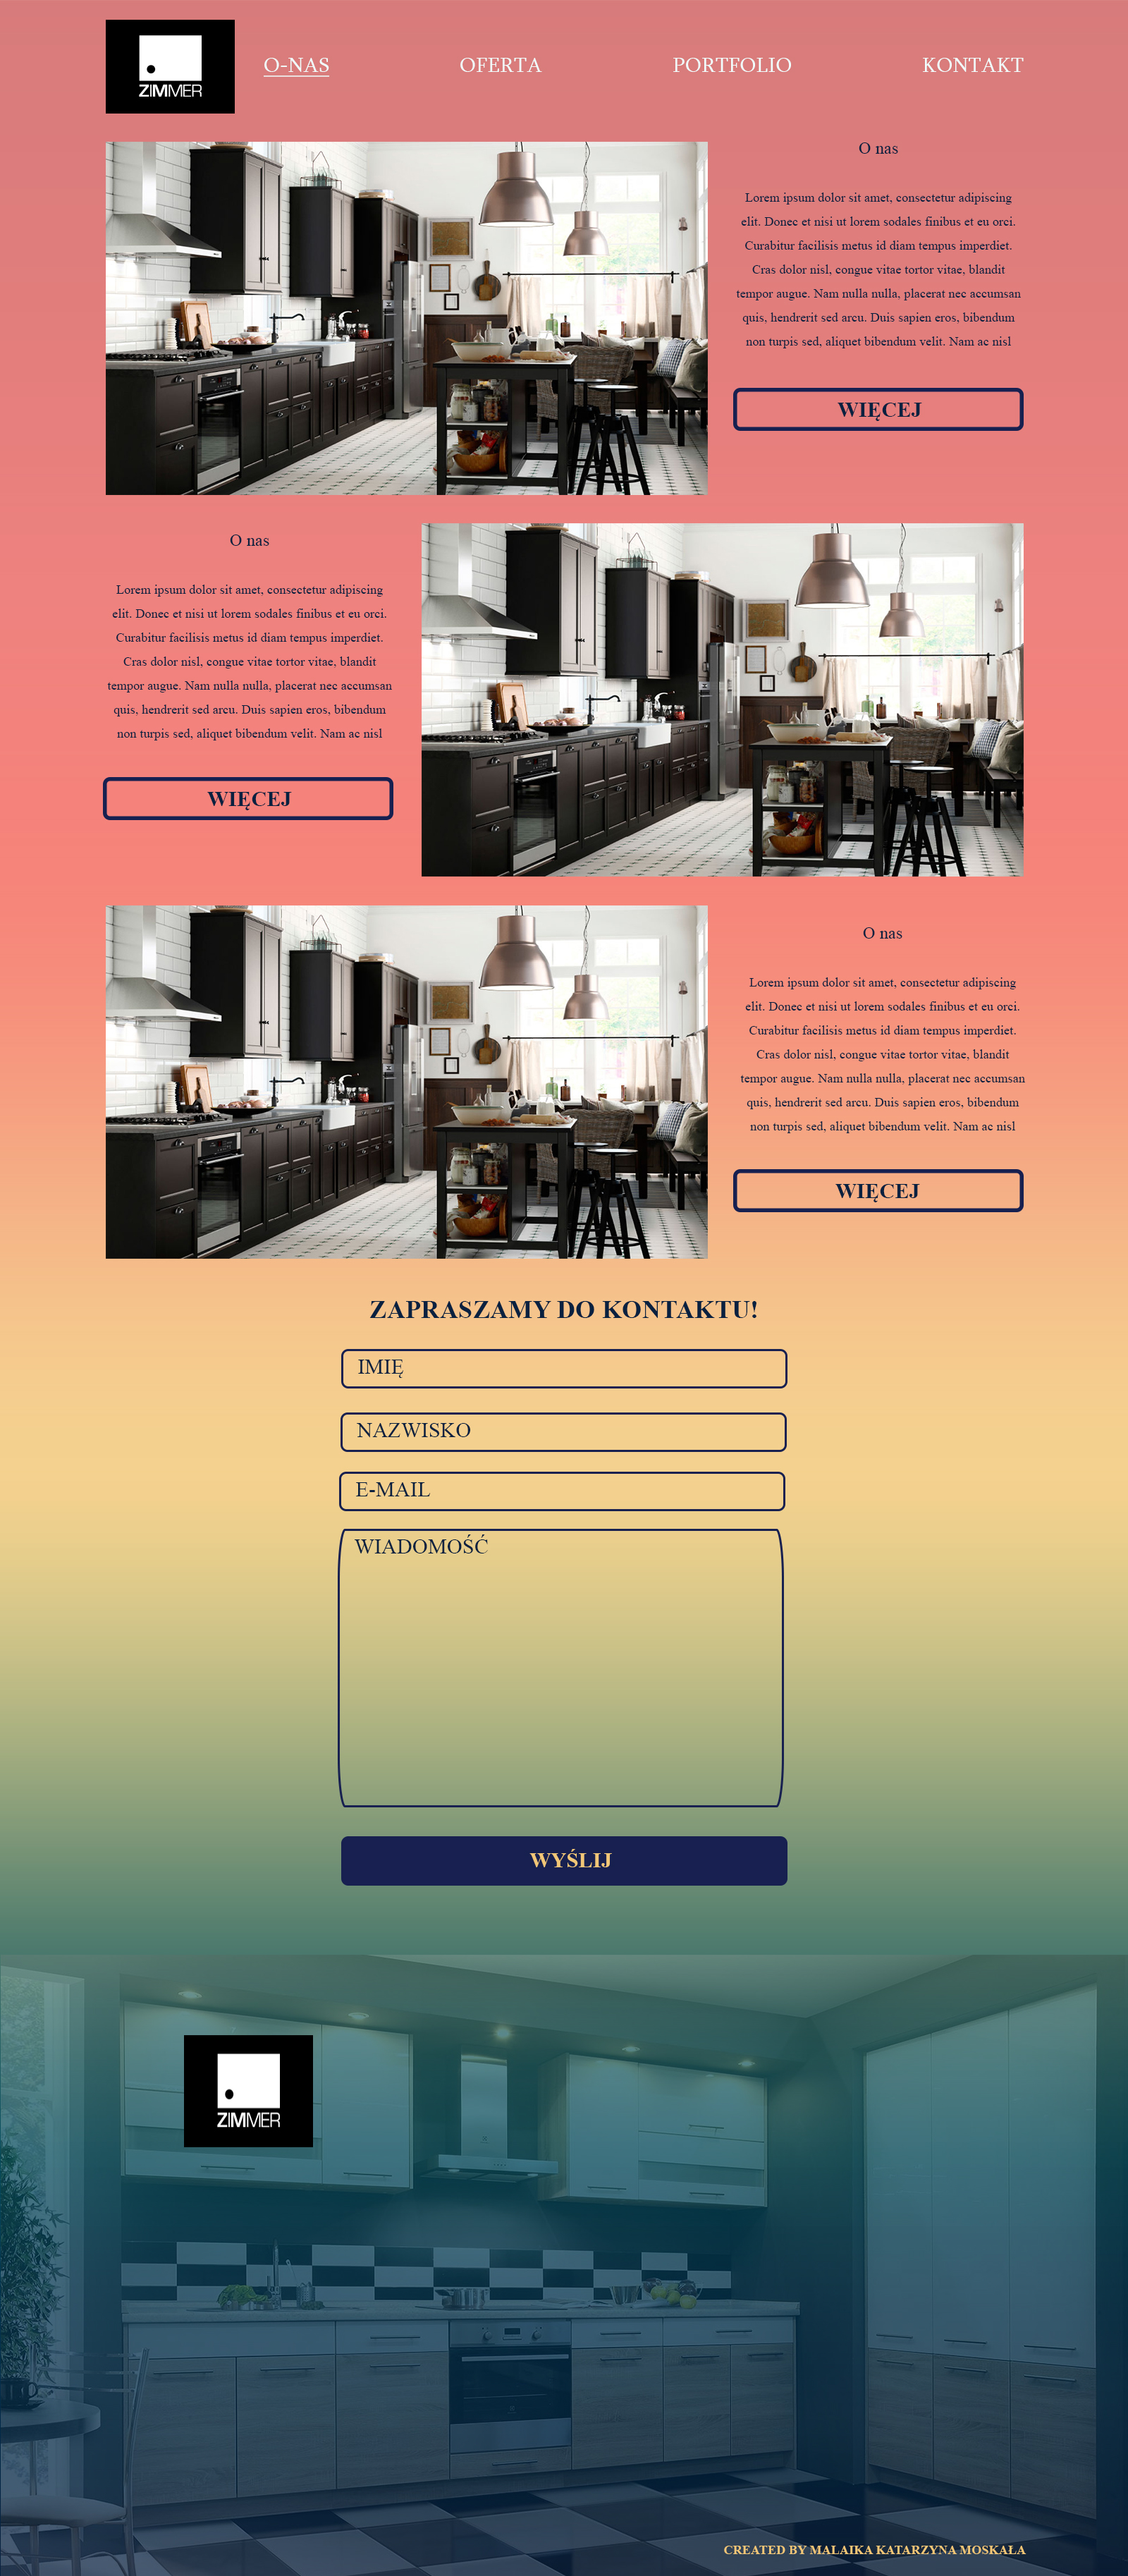 ZIMMER
O-NAS OFERTA PORTFOLIO KONTAKT
O nas
Lorem ipsum dolor sit amet, consectetur adipiscing
elit. Donec et nisi ut lorem sodales finibus et eu orci.
Curabitur facilisis metus id diam tempus imperdiet.
Cras dolor nisl, congue vitae tortor vitae, blandit
tempor augue. Nam nulla nulla, placerat nec accumsan
quis, hendrerit sed arcu. Duis sapien eros, bibendum
non turpis sed, aliquet bibendum velit. Nam ac nisl
WIĘCEJ
O nas
Lorem ipsum dolor sit amet, consectetur adipiscing
elit. Donec et nisi ut lorem sodales finibus et eu orci.
Curabitur facilisis metus id diam tempus imperdiet.
Cras dolor nisl, congue vitae tortor vitae, blandit
tempor augue. Nam nulla nulla, placerat nec accumsan
quis, hendrerit sed arcu. Duis sapien eros, bibendum
non turpis sed, aliquet bibendum velit. Nam ac nisl
WIĘCEJ
O nas
Lorem ipsum dolor sit amet, consectetur adipiscing
elit. Donec et nisi ut lorem sodales finibus et eu orci.
Curabitur facilisis metus id diam tempus imperdiet.
Cras dolor nisl, congue vitae tortor vitae, blandit
tempor augue. Nam nulla nulla, placerat nec accumsan
quis, hendrerit sed arcu. Duis sapien eros, bibendum
non turpis sed, aliquet bibendum velit. Nam ac nisl
WIĘCEJ
ZAPRASZAMY DO KONTAKTU!
IMIĘ
NAZWISKO
E-MAIL
WIADOMOŚĆ
WYŚLIJ
ZIMMER
CREATED BY MALAIKA KATARZYNA MOSKAŁA